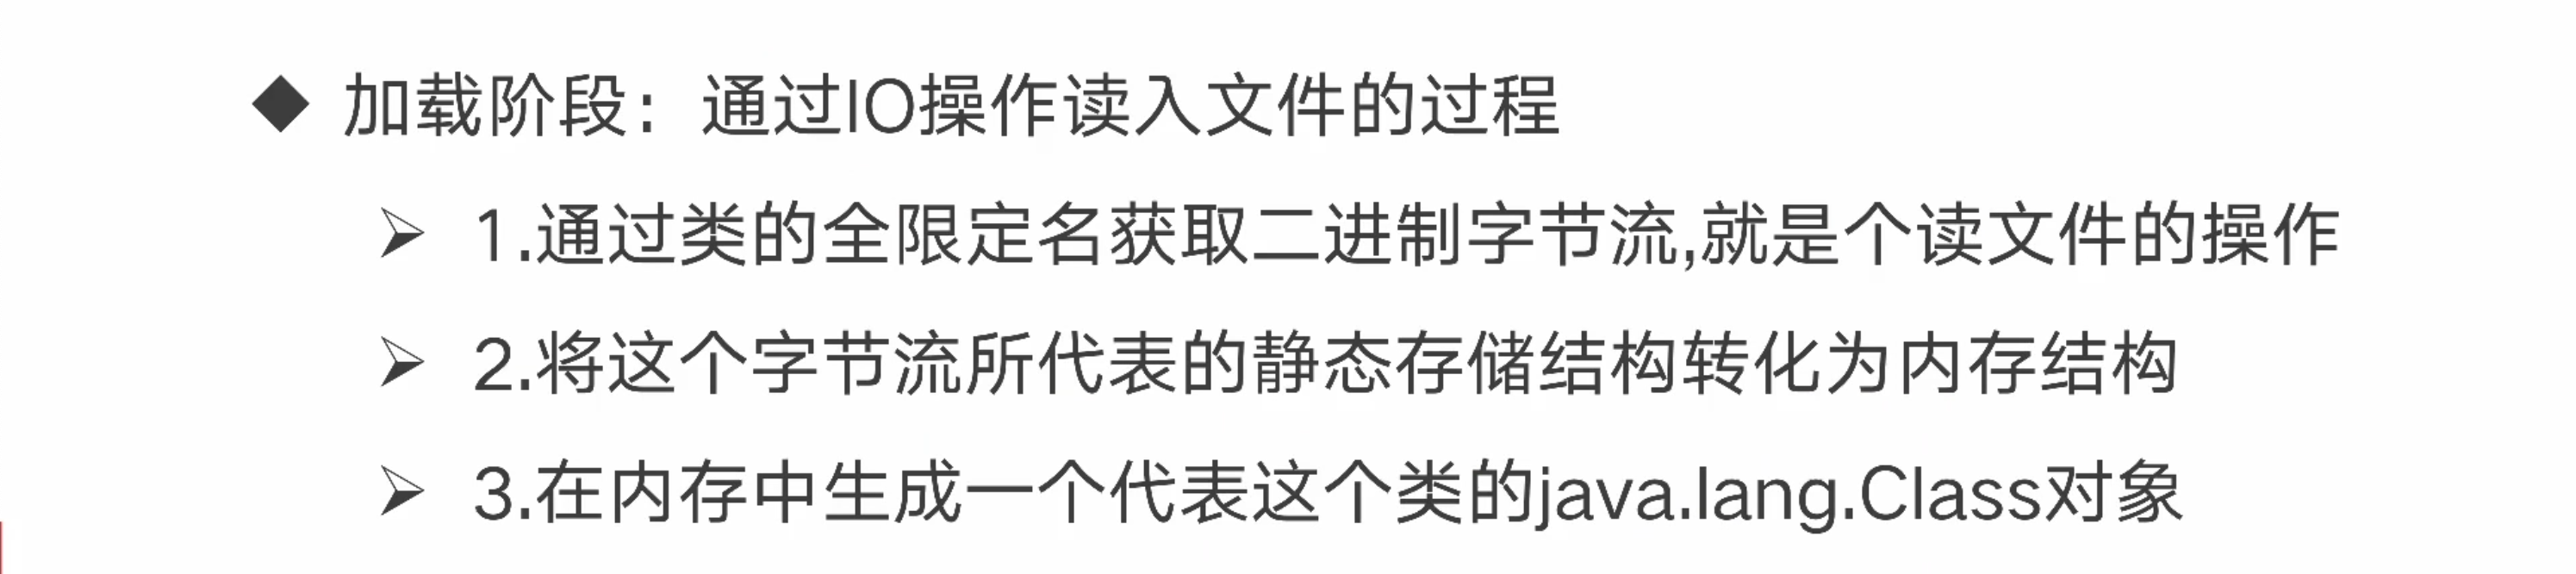 ◆ 加载阶段：通过IO操作读入文件的过程
➢ 1.通过类的全限定名获取二进制字节流,就是个读文件的操作
➢ 2.将这个字节流所代表的静态存储结构转化为内存结构
➢ 3.在内存中生成一个代表这个类的java.lang.Class对象